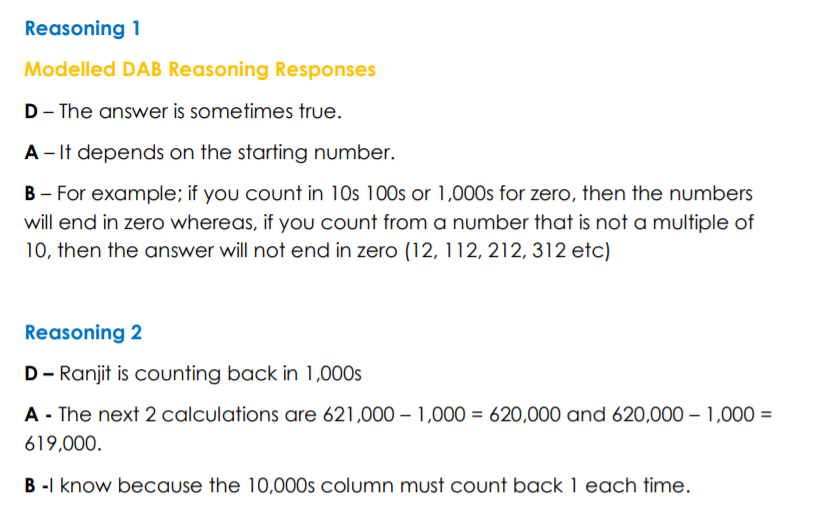 Reasoning 1
Modelled DAB Reasoning Responses
D – The answer is sometimes true.
A – It depends on the starting number.
B – For example; if you count in 10s 100s or 1,000s for zero, then the numbers
will end in zero whereas, if you count from a number that is not a multiple of
10, then the answer will not end in zero (12, 112, 212, 312 etc)
Reasoning 2
D – Ranjit is counting back in 1,000s
A - The next 2 calculations are 621,000 – 1,000 = 620,000 and 620,000 – 1,000 =
619,000.
B -I know because the 10,000s column must count back 1 each time.